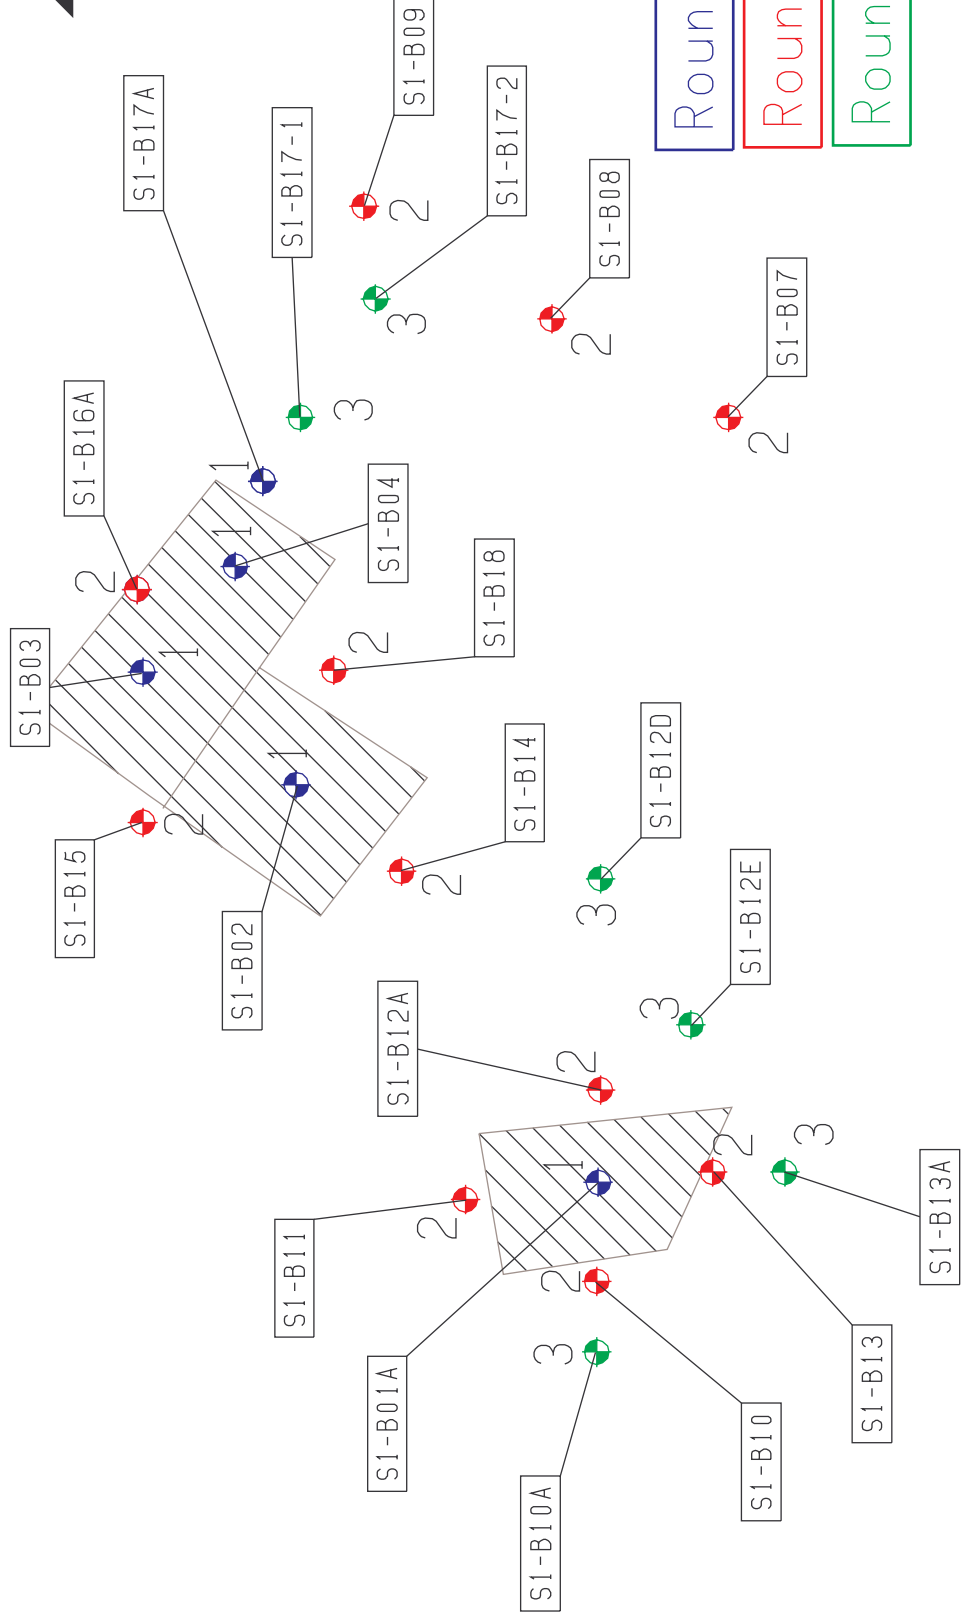 S1-B10A
S1-B01A
S1-B11
S1-B10
S1-B13
S1-B13A
S1-B12A
S1-B12E
S1-B12D
S1-B02
S1-B15
S1-B14
S1-B03
S1-B18
S1-B16A
S1-B04
S1-B17A
S1-B17-1
S1-B09
S1-B17-2
S1-B08
S1-B07
3
2
2
1
2
3
2
3
3
2
1
2
1
2
2
1
1
3
3
2
2
2
Roun
Roun
Roun